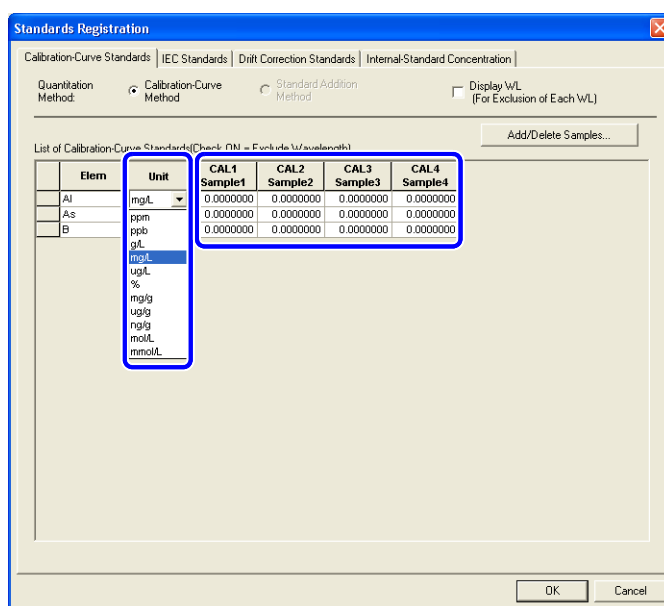 Standards Registration
Calibration-Curve Standards IEC Standards Drift Correction Standards Internal-Standard Concentration
Quantitation Method: Calibration-Curve Method Standard Addition Method Display WL (For Exclusion of Each WL)
Add/Delete Samples...
List of Calibration-Curve Standards(Check ON = Exclude Wavelength)
Elem Unit CAL1 Sample1 CAL2 Sample2 CAL3 Sample3 CAL4 Sample4
Al mg/L 0.0000000 0.0000000 0.0000000 0.0000000
As 0.0000000 0.0000000 0.0000000 0.0000000
B 0.0000000 0.0000000 0.0000000 0.0000000
ppm
ppb
g/L
mg/L
ug/L
%
mg/g
ug/g
ng/g
mol/L
mmol/L
OK Cancel